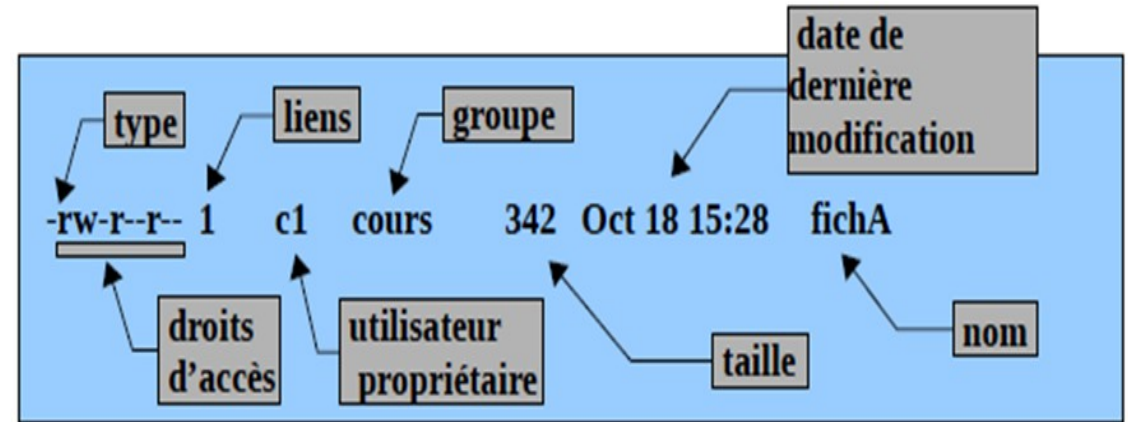 date de
dernière
modification
type
liens
groupe
-rw-r--r-- 1 c1 cours 342 Oct 18 15:28 fichA
droits
d’accès
utilisateur
propriétaire
taille
nom